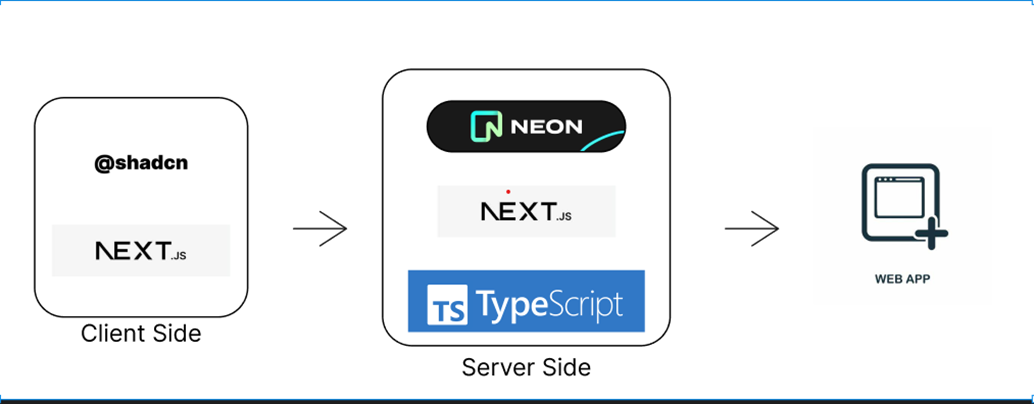 @shadcn
NEXT.JS
Client Side
NEON
NEXT.JS
TS TypeScript
Server Side
WEB APP